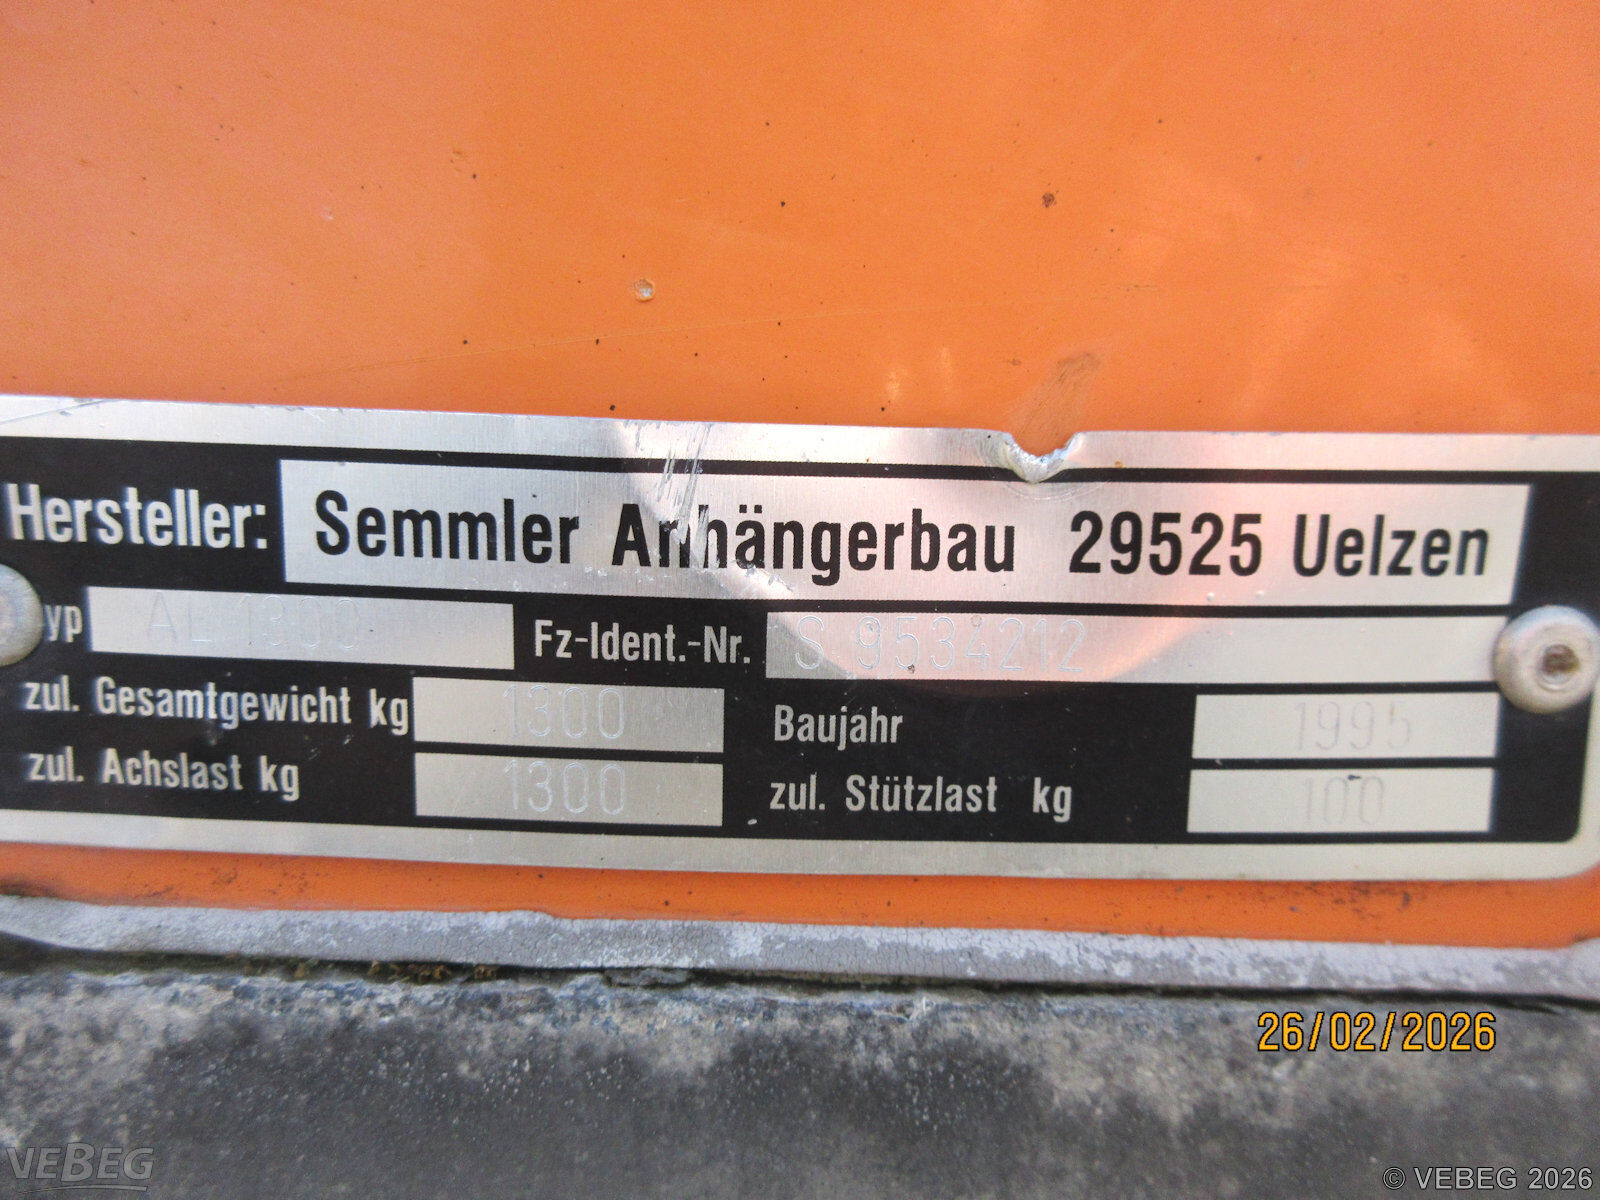 Hersteller: Semmler Anhängerbau 29525 Uelzen
yp AL 1300 Fz-Ident.-Nr. S 9534212
zul. Gesamtgewicht kg 1300 Baujahr 1995
zul. Achslast kg 1300 zul. Stützlast kg 100
26/02/2026
VEBEG
© VEBEG 2026